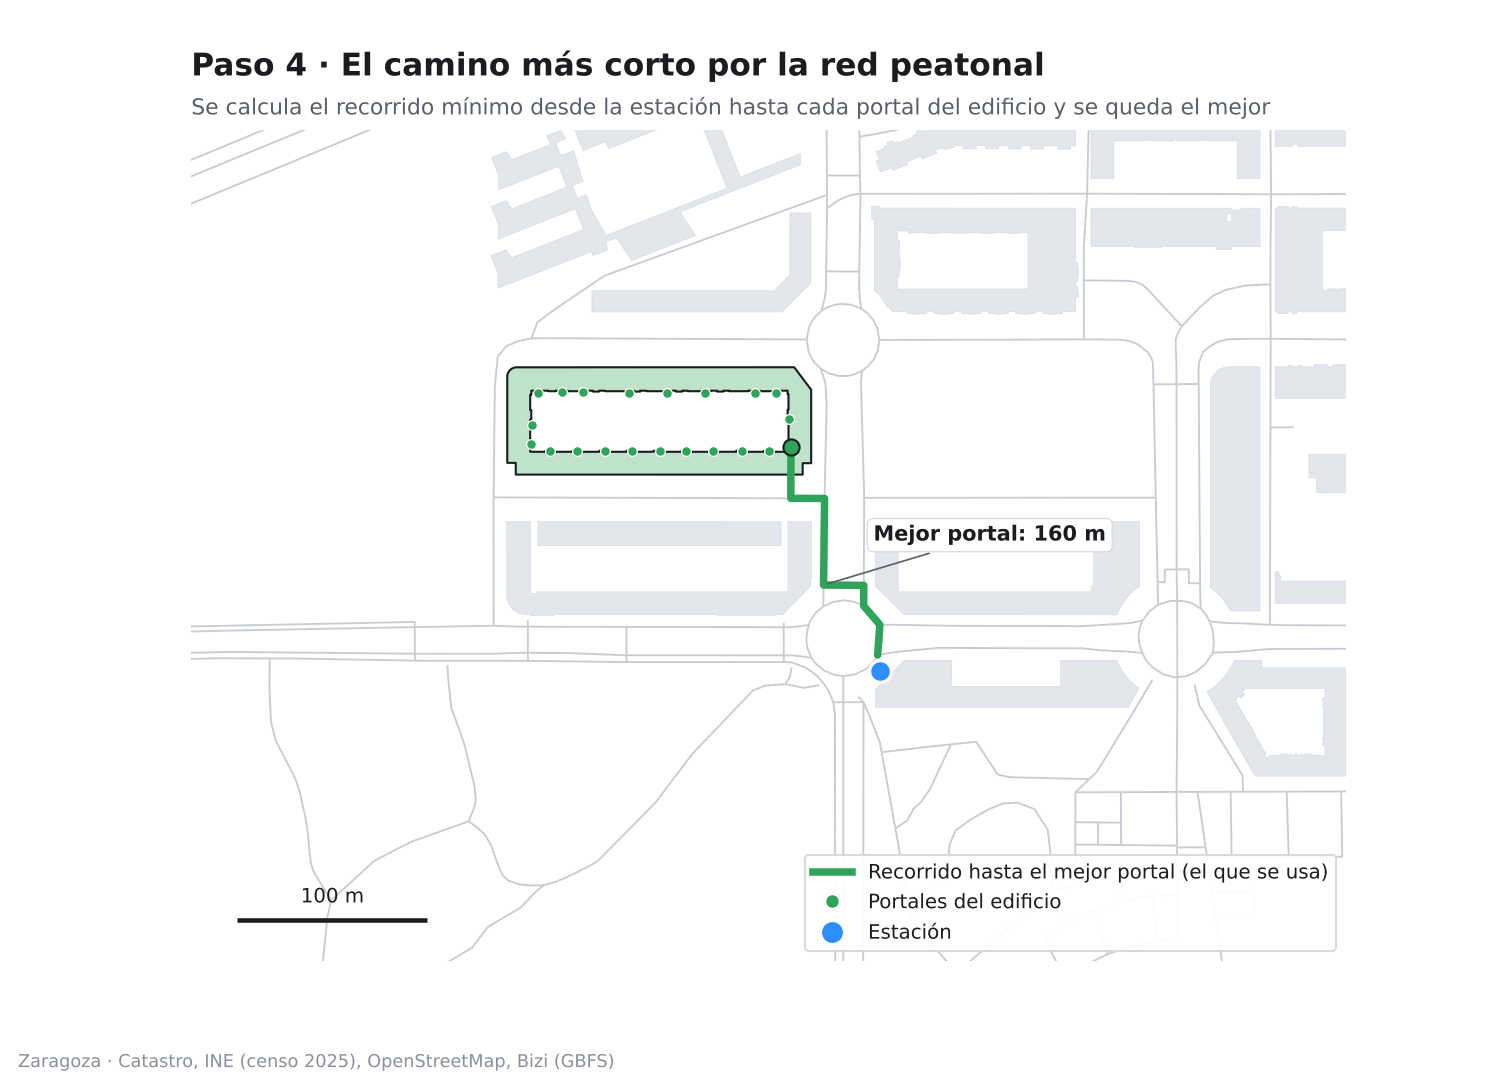 Paso 4 · El camino más corto por la red peatonal
Se calcula el recorrido mínimo desde la estación hasta cada portal del edificio y se queda el mejor
Mejor portal: 160 m
100 m
Recorrido hasta el mejor portal (el que se usa)
Portales del edificio
Estación
Zaragoza · Catastro, INE (censo 2025), OpenStreetMap, Bizi (GBFS)